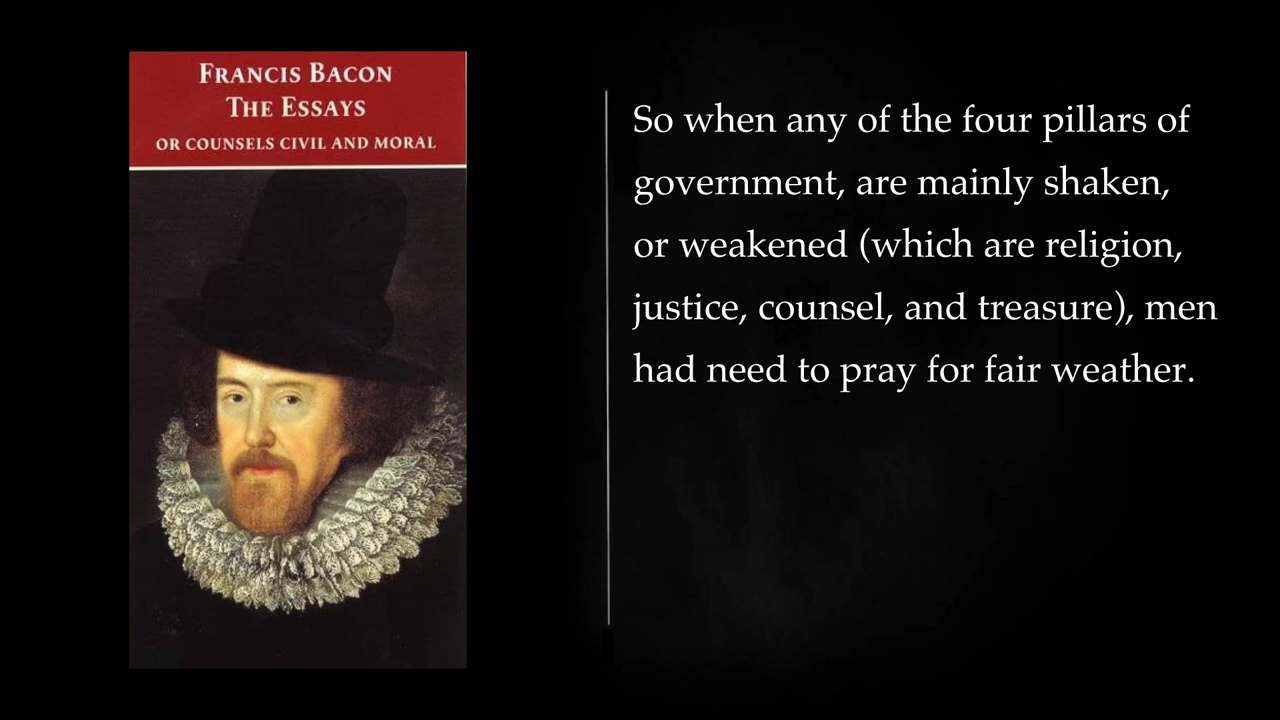 FRANCIS BACON
THE ESSAYS
OR COUNSELS CIVIL AND MORAL
So when any of the four pillars of
government, are mainly shaken,
or weakened (which are religion,
justice, counsel, and treasure), men
had need to pray for fair weather.